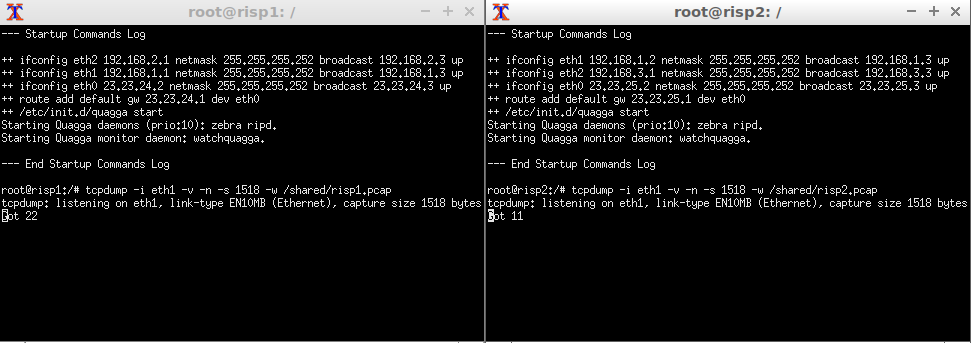 root@risp1: /
--- Startup Commands Log
++ ifconfig eth2 192.168.2.1 netmask 255.255.255.252 broadcast 192.168.2.3 up
++ ifconfig eth1 192.168.1.1 netmask 255.255.255.252 broadcast 192.168.1.3 up
++ ifconfig eth0 23.23.24.2 netmask 255.255.255.252 broadcast 23.23.24.3 up
++ route add default gw 23.23.24.1 dev eth0
++ /etc/init.d/quagga start
Starting Quagga daemons (prio:10): zebra ripd.
Starting Quagga monitor daemon: watchquagga.
--- End Startup Commands Log
root@risp1:/# tcpdump -i eth1 -v -n -s 1518 -w /shared/risp1.pcap
tcpdump: listening on eth1, link-type EN10MB (Ethernet), capture size 1518 bytes
Got 22
root@risp2: /
--- Startup Commands Log
++ ifconfig eth1 192.168.1.2 netmask 255.255.255.252 broadcast 192.168.1.3 up
++ ifconfig eth2 192.168.3.1 netmask 255.255.255.252 broadcast 192.168.3.3 up
++ ifconfig eth0 23.23.25.2 netmask 255.255.255.252 broadcast 23.23.25.3 up
++ route add default gw 23.23.25.1 dev eth0
++ /etc/init.d/quagga start
Starting Quagga daemons (prio:10): zebra ripd.
Starting Quagga monitor daemon: watchquagga.
--- End Startup Commands Log
root@risp2:/# tcpdump -i eth1 -v -n -s 1518 -w /shared/risp2.pcap
tcpdump: listening on eth1, link-type EN10MB (Ethernet), capture size 1518 bytes
Got 11